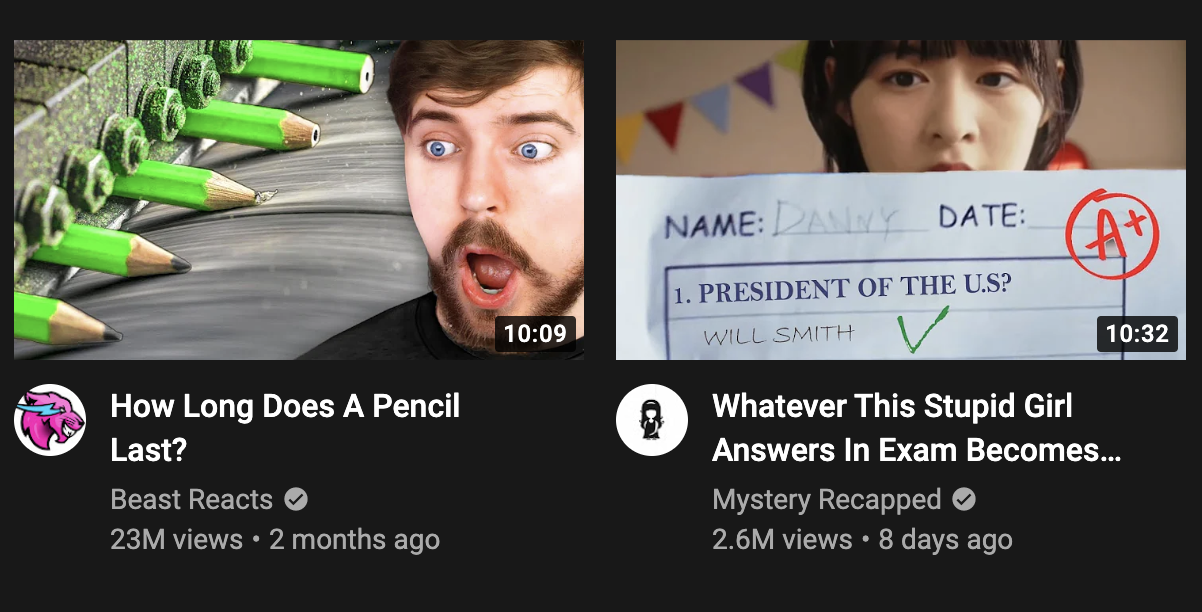 10:09
NAME: DANNY DATE:
A+
1. PRESIDENT OF THE U.S?
WILL SMITH
10:32
How Long Does A Pencil
Last?
Beast Reacts
23M views • 2 months ago
Whatever This Stupid Girl
Answers In Exam Becomes...
Mystery Recapped
2.6M views • 8 days ago